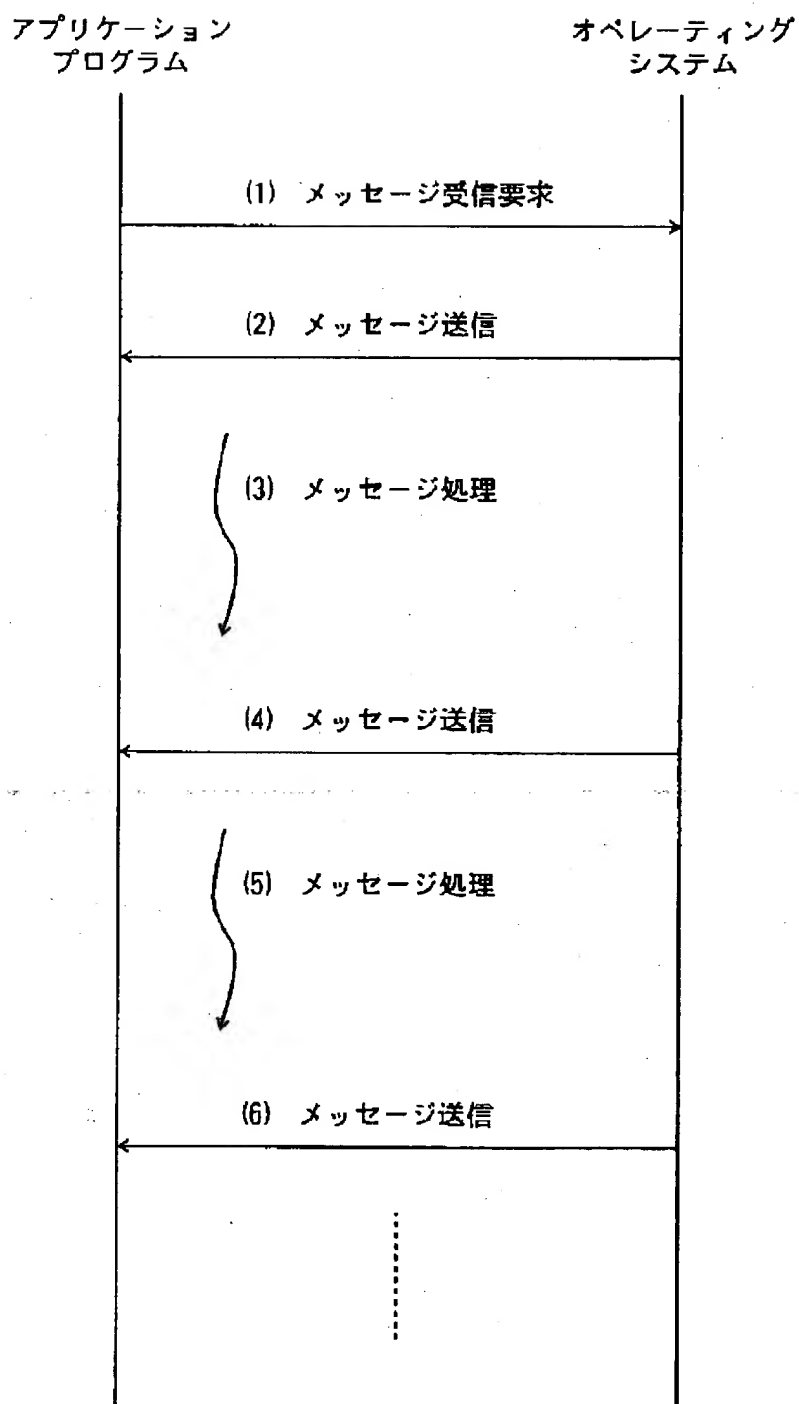 アプリケーション
プログラム
オペレーティング
システム
(1) メッセージ受信要求
(2) メッセージ送信
(3) メッセージ処理
(4) メッセージ送信
(5) メッセージ処理
(6) メッセージ送信